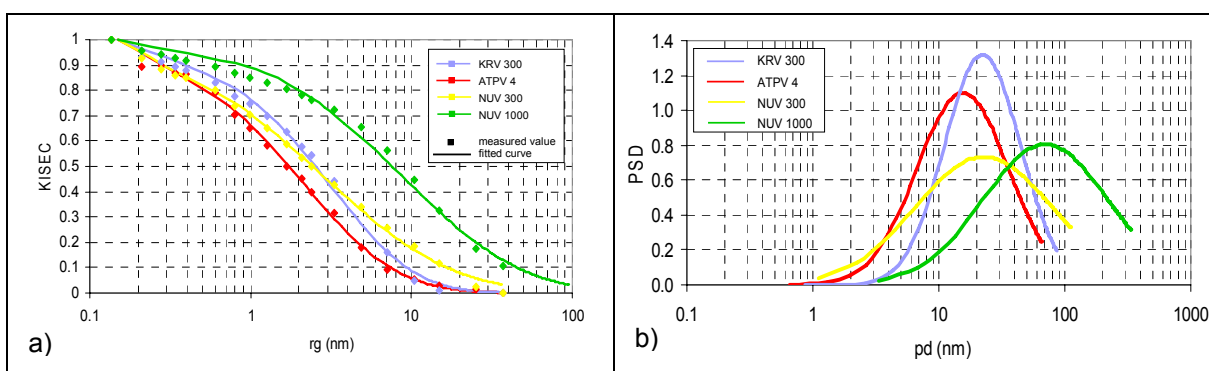 1
0.9
0.8
0.7
0.6
0.5
0.4
0.3
0.2
0.1
0
KISEC
KRV 300
ATPV 4
NUV 300
NUV 1000
measured value
fitted curve
0.1 1 10 100
rg (nm)
a)
1.4
1.2
1.0
0.8
0.6
0.4
0.2
0.0
PSD
KRV 300
ATPV 4
NUV 300
NUV 1000
0.1 1 10 100 1000
pd (nm)
b)